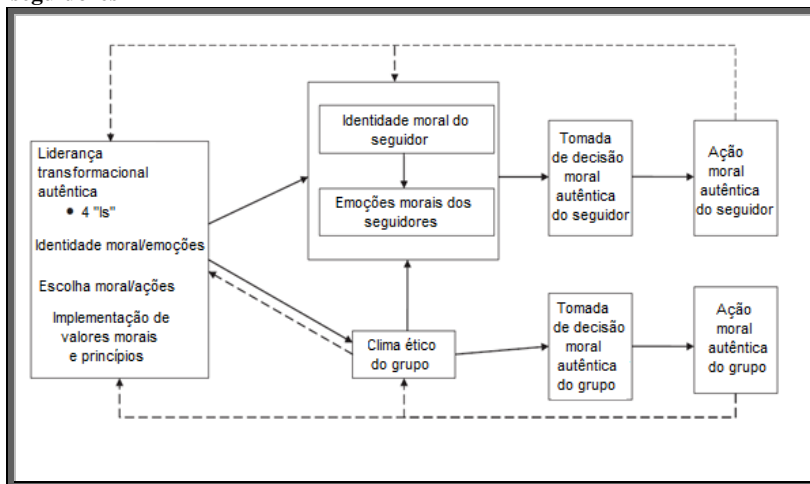 seguidores
Liderança
transformacional
autêntica
• 4 "Is"
Identidade moral/emoções
Escolha moral/ações
Implementação de
valores morais
e princípios
Identidade moral do
seguidor
Emoções morais dos
seguidores
Tomada
de decisão
moral
autêntica
do seguidor
Ação
moral
autêntica
do seguidor
Clima ético
do grupo
Tomada
de decisão
moral
autêntica
do grupo
Ação
moral
autêntica
do grupo